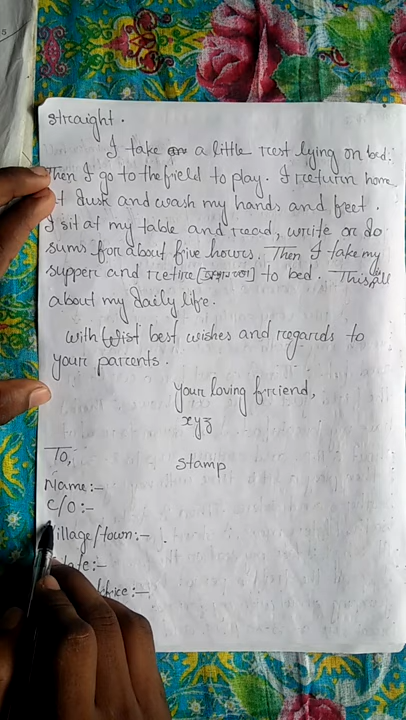 straight.
I take a little rest lying on bed.
Then I go to the field to play. I return home
at dusk and wash my hands and feet.
I sit at my table and read, write or do
sums for about five hours. Then I take my
supper and retire [] to bed. This all
about my daily life.
with best wishes and regards to
your parents.
Your loving friend,
xyz
To,
stamp
Name:-
C/O:-
Village/town:-